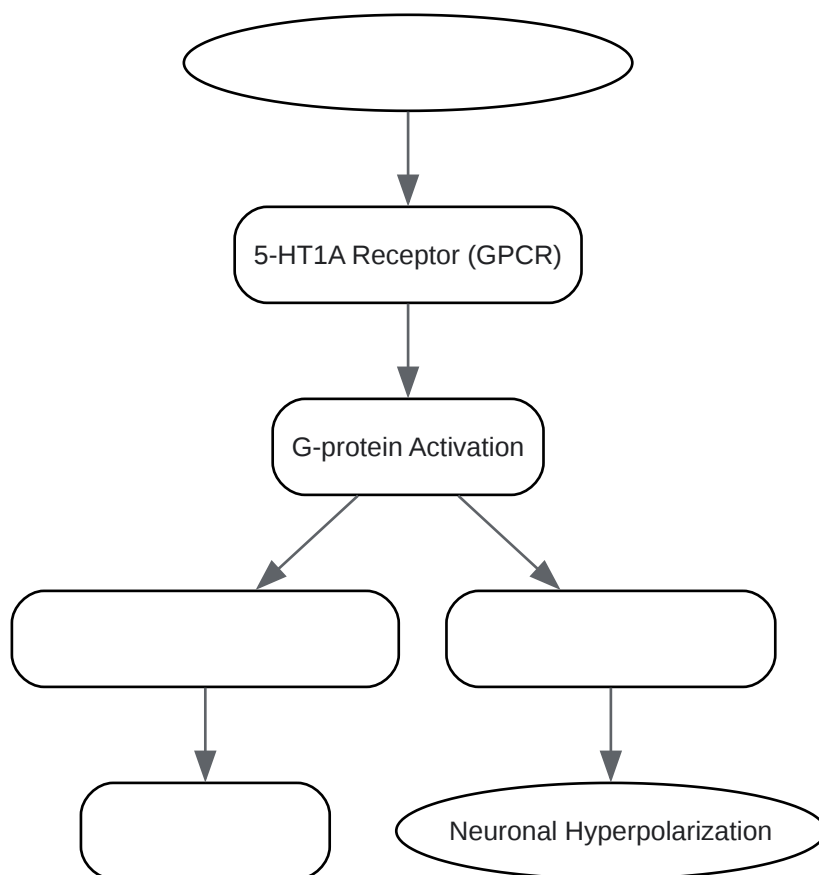 5-HT1A Receptor (GPCR)
G-protein Activation
Neuronal Hyperpolarization